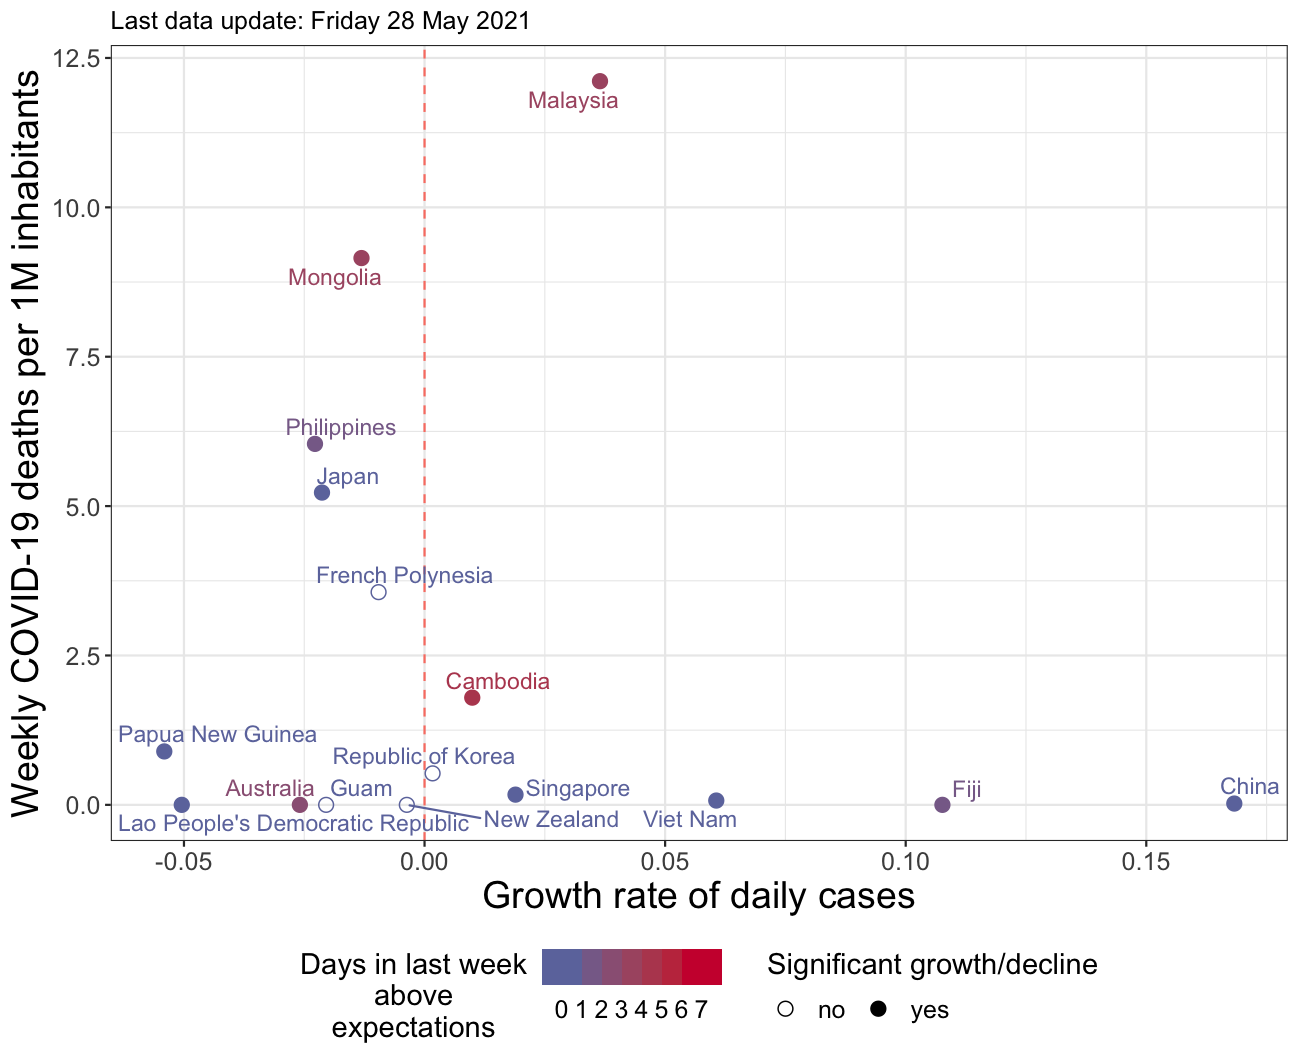 Last data update: Friday 28 May 2021
Weekly COVID-19 deaths per 1M inhabitants
12.5
10.0
7.5
5.0
2.5
0.0
Malaysia
Mongolia
Philippines
Japan
French Polynesia
Cambodia
Papua New Guinea
Republic of Korea
Australia
Guam
Singapore
Fiji
China
Lao People's Democratic Republic
New Zealand
Viet Nam
-0.05
0.00
0.05
0.10
0.15
Growth rate of daily cases
Days in last week
above
expectations
0 1 2 3 4 5 6 7
Significant growth/decline
no
yes